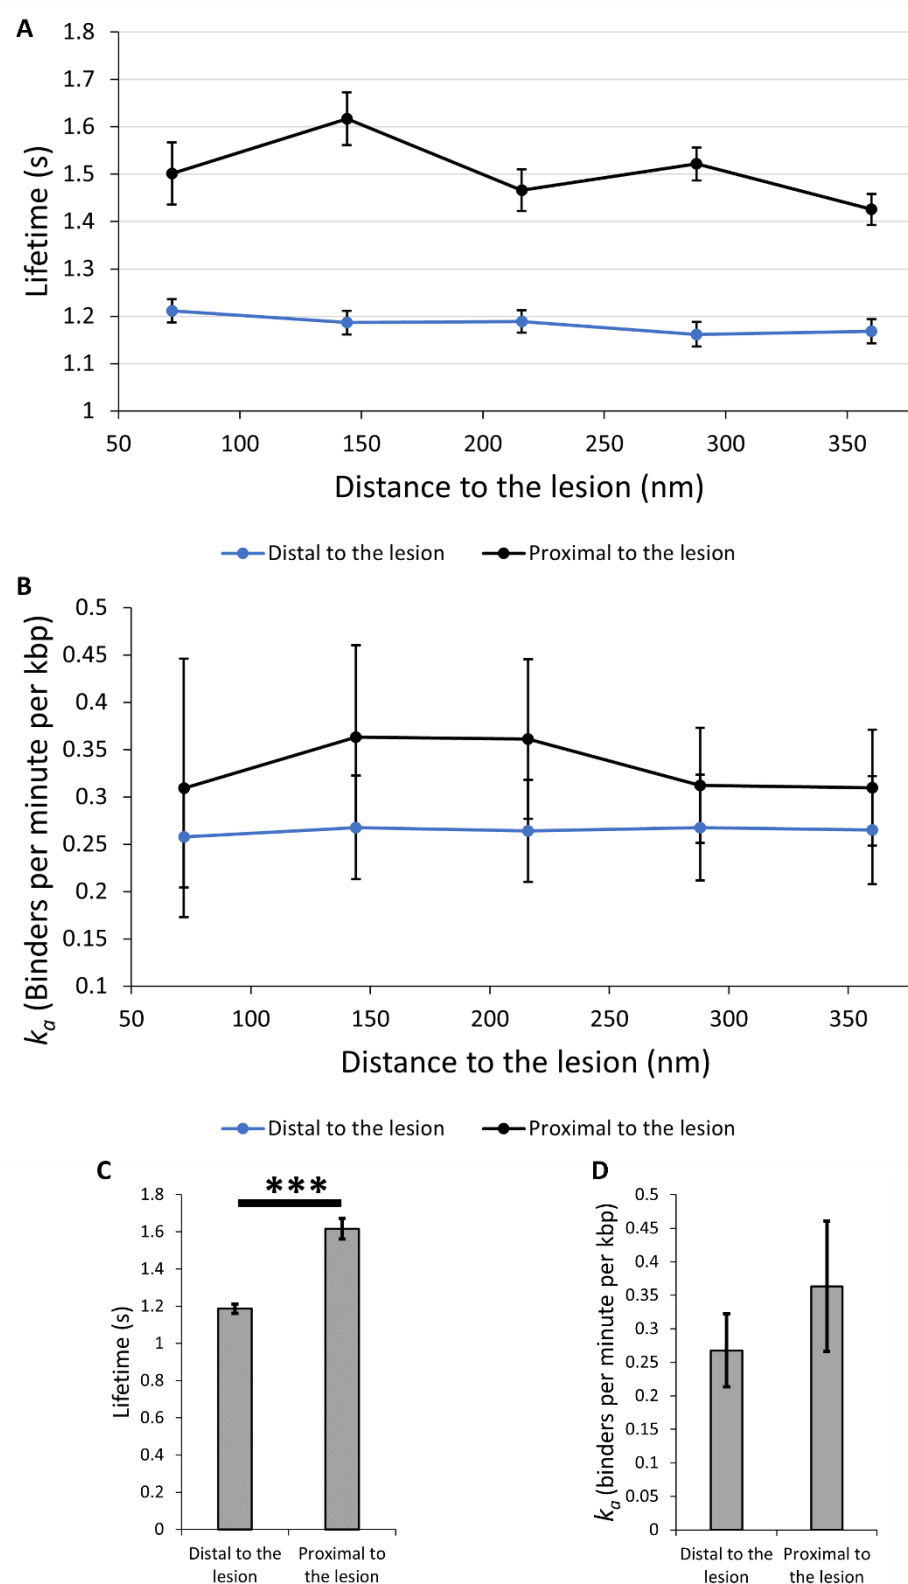 A
Lifetime (s)
1.8
1.7
1.6
1.5
1.4
1.3
1.2
1.1
1
50 100 150 200 250 300 350
Distance to the lesion (nm)
Distal to the lesion Proximal to the lesion
B
ka (Binders per minute per kbp)
0.5
0.45
0.4
0.35
0.3
0.25
0.2
0.15
0.1
50 100 150 200 250 300 350
Distance to the lesion (nm)
Distal to the lesion Proximal to the lesion
C
***
Lifetime (s)
1.8
1.6
1.4
1.2
1
0.8
0.6
0.4
0.2
0
Distal to the Proximal to
lesion the lesion
D
ka (binders per minute per kbp)
0.5
0.45
0.4
0.35
0.3
0.25
0.2
0.15
0.1
0.05
0
Distal to the Proximal to
lesion the lesion